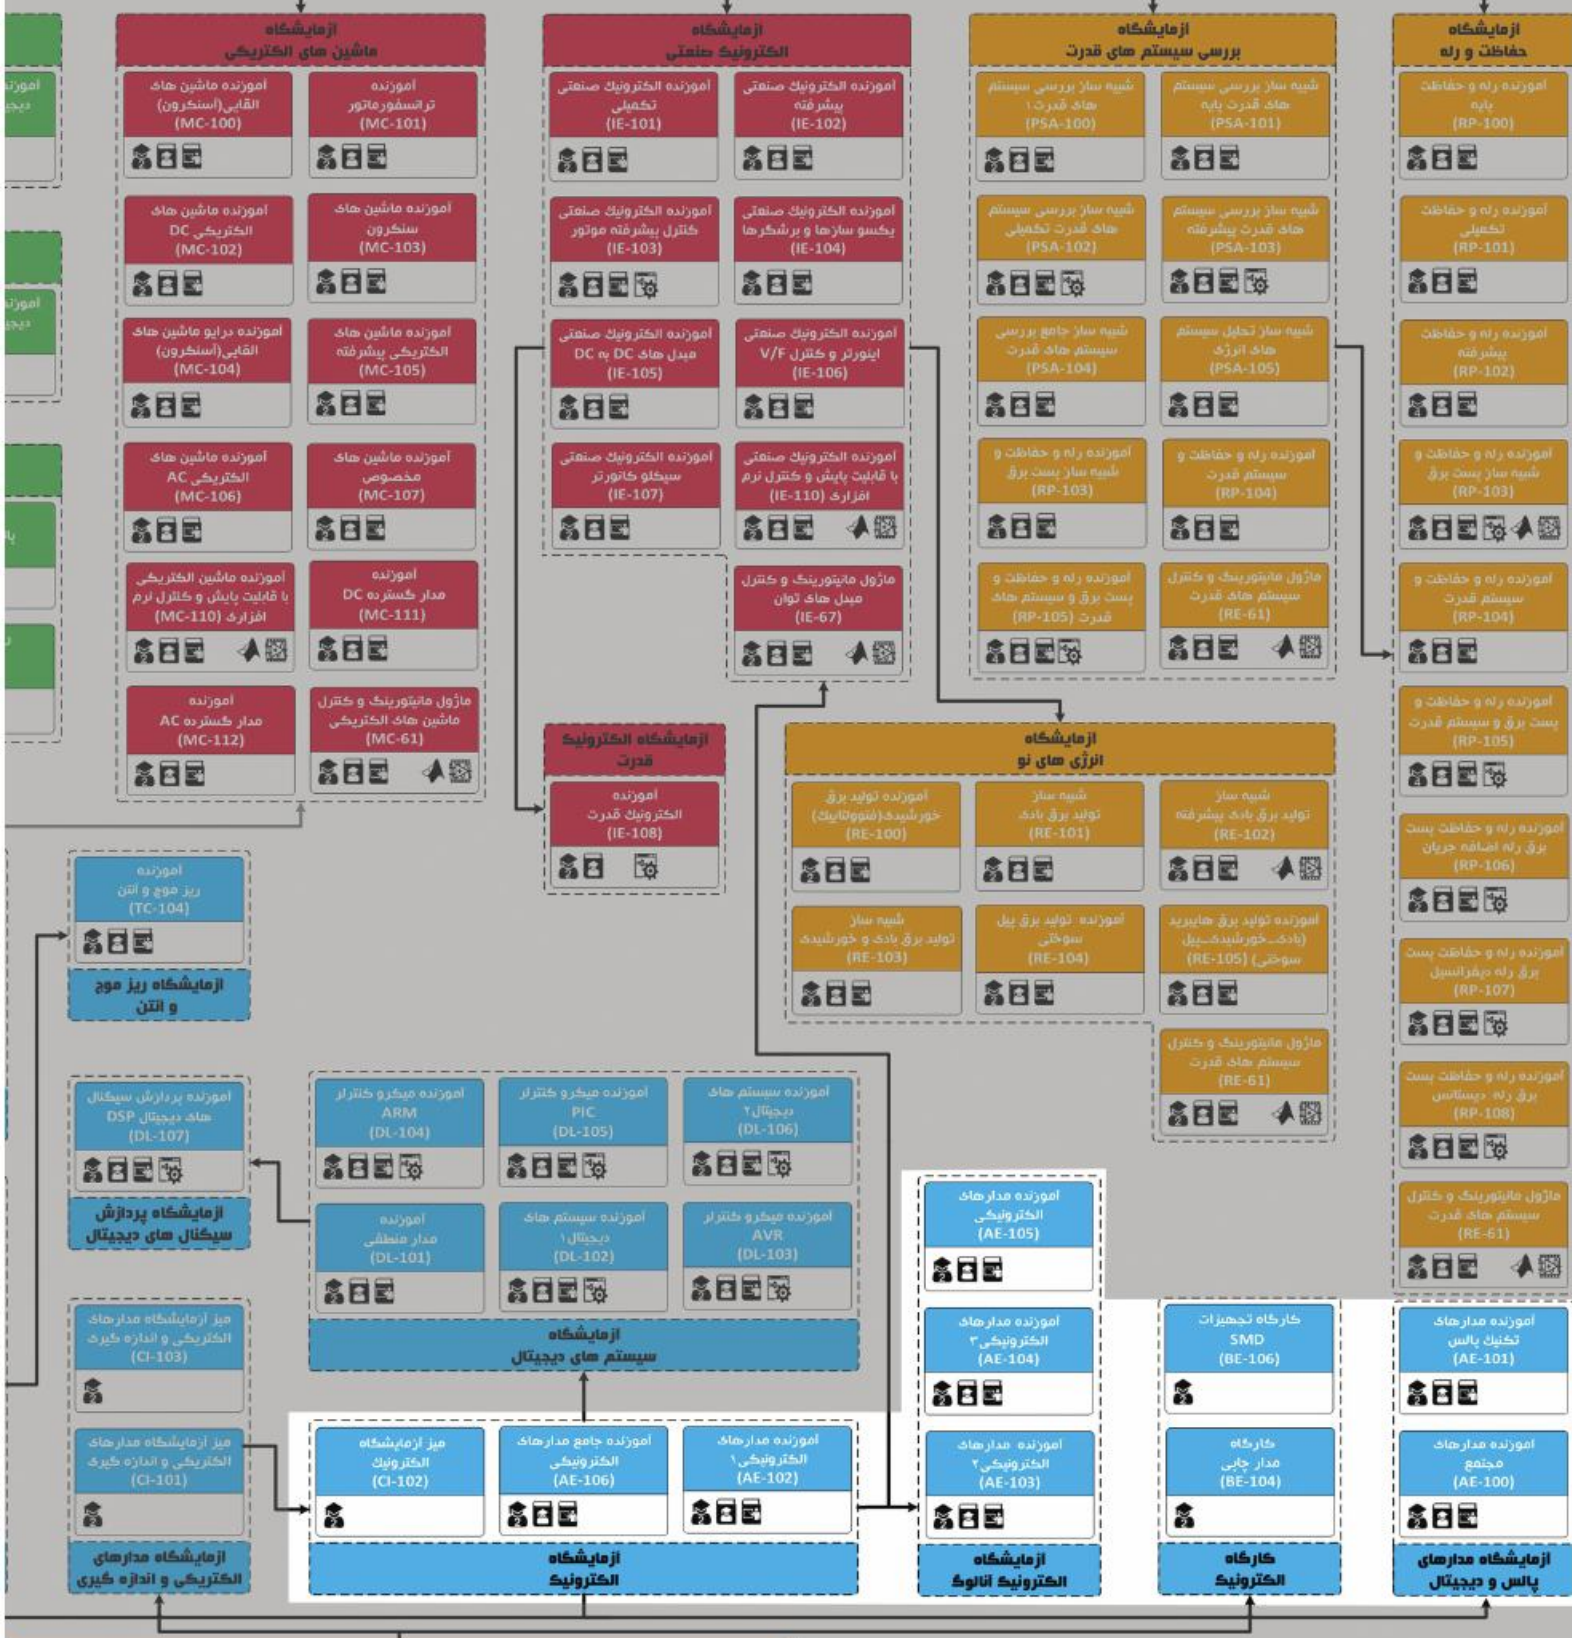 آزمایشگاه
ماشین های الکتریکی
آموزنده ماشین های
القایی(آسنکرون)
(MC-100)
آموزنده
ترانسفورماتور
(MC-101)
آموزنده ماشین های
الکتریکی DC
(MC-102)
آموزنده ماشین های
سنکرون
(MC-103)
آموزنده درایو ماشین های
القایی(آسنکرون)
(MC-104)
آموزنده ماشین های
الکتریکی پیشرفته
(MC-105)
آموزنده ماشین های
الکتریکی AC
(MC-106)
آموزنده ماشین های
مخصوص
(MC-107)
آموزنده ماشین الکتریکی
با قابلیت پایش و کنترل نرم
افزاری (MC-110)
آموزنده
مدار گسترده DC
(MC-111)
آموزنده
مدار گسترده AC
(MC-112)
ماژول مانیتورینگ و کنترل
ماشین های الکتریکی
(MC-61)
آزمایشگاه
الکترونیک صنعتی
آموزنده الکترونیک صنعتی
تکمیلی
(IE-101)
آموزنده الکترونیک صنعتی
پیشرفته
(IE-102)
آموزنده الکترونیک صنعتی
کنترل پیشرفته موتور
(IE-103)
آموزنده الکترونیک صنعتی
یکسو سازها و برشگرها
(IE-104)
آموزنده الکترونیک صنعتی
مبدل های DC به DC
(IE-105)
آموزنده الکترونیک صنعتی
اینورتر و کنترل V/F
(IE-106)
آموزنده الکترونیک صنعتی
سیکلو کانورتر
(IE-107)
آموزنده الکترونیک صنعتی
با قابلیت پایش و کنترل نرم
افزاری (IE-110)
ماژول مانیتورینگ و کنترل
مبدل های توان
(IE-67)
آزمایشگاه الکترونیک
قدرت
آموزنده
الکترونیک قدرت
(IE-108)
آزمایشگاه
بررسی سیستم های قدرت
شبیه ساز بررسی سیستم
های قدرت ۱
(PSA-100)
شبیه ساز بررسی سیستم
های قدرت پایه
(PSA-101)
شبیه ساز بررسی سیستم
های قدرت تکمیلی
(PSA-102)
شبیه ساز بررسی سیستم
های قدرت پیشرفته
(PSA-103)
شبیه ساز جامع بررسی
سیستم های قدرت
(PSA-104)
شبیه ساز تحلیل سیستم
های انرژی
(PSA-105)
آموزنده رله و حفاظت و
شبیه ساز پست برق
(RP-103)
آموزنده رله و حفاظت و
سیستم قدرت
(RP-104)
آموزنده رله و حفاظت و
پست برق و سیستم های
قدرت (RP-105)
ماژول مانیتورینگ و کنترل
سیستم های قدرت
(RE-61)
آزمایشگاه
انرژی های نو
آموزنده تولید برق
خورشیدی(فتوولتاییک)
(RE-100)
شبیه ساز
تولید برق بادی
(RE-101)
شبیه ساز
تولید برق بادی پیشرفته
(RE-102)
شبیه ساز
تولید برق بادی و خورشیدی
(RE-103)
آموزنده تولید برق پیل
سوختی
(RE-104)
آموزنده تولید برق هایبرید
(بادی_خورشیدی_پیل
سوختی) (RE-105)
ماژول مانیتورینگ و کنترل
سیستم های قدرت
(RE-61)
آزمایشگاه
حفاظت و رله
آموزنده رله و حفاظت
پایه
(RP-100)
آموزنده رله و حفاظت
تکمیلی
(RP-101)
آموزنده رله و حفاظت
پیشرفته
(RP-102)
آموزنده رله و حفاظت و
شبیه ساز پست برق
(RP-103)
آموزنده رله و حفاظت و
سیستم قدرت
(RP-104)
آموزنده رله و حفاظت و
پست برق و سیستم قدرت
(RP-105)
آموزنده رله و حفاظت پست
برق رله اضافه جریان
(RP-106)
آموزنده رله و حفاظت پست
برق رله دیفرانسیل
(RP-107)
آموزنده رله و حفاظت پست
برق رله دیستانس
(RP-108)
ماژول مانیتورینگ و کنترل
سیستم های قدرت
(RE-61)
آموزنده
ریز موج و آنتن
(TC-104)
آزمایشگاه ریز موج
و آنتن
آموزنده پردازش سیگنال
های دیجیتال DSP
(DL-107)
آزمایشگاه پردازش
سیگنال های دیجیتال
آموزنده میکرو کنترلر
ARM
(DL-104)
آموزنده میکرو کنترلر
PIC
(DL-105)
آموزنده سیستم های
دیجیتال۲
(DL-106)
آموزنده
مدار منطقی
(DL-101)
آموزنده سیستم های
دیجیتال۱
(DL-102)
آموزنده میکرو کنترلر
AVR
(DL-103)
آزمایشگاه
سیستم های دیجیتال
میز آزمایشگاه مدارهای
الکتریکی و اندازه گیری
(CI-103)
میز آزمایشگاه مدارهای
الکتریکی و اندازه گیری
(CI-101)
آزمایشگاه مدارهای
الکتریکی و اندازه گیری
میز آزمایشگاه
الکترونیک
(CI-102)
آموزنده جامع مدارهای
الکترونیکی
(AE-106)
آموزنده مدارهای
الکترونیکی۱
(AE-102)
آزمایشگاه
الکترونیک
آموزنده مدارهای
الکترونیکی
(AE-105)
آموزنده مدارهای
الکترونیکی۳
(AE-104)
آموزنده مدارهای
الکترونیکی۲
(AE-103)
آزمایشگاه
الکترونیک آنالوگ
کارگاه تجهیزات
SMD
(BE-106)
کارگاه
مدار چاپی
(BE-104)
کارگاه
الکترونیک
آموزنده مدارهای
تکنیک پالس
(AE-101)
آموزنده مدارهای
مجتمع
(AE-100)
آزمایشگاه مدارهای
پالس و دیجیتال